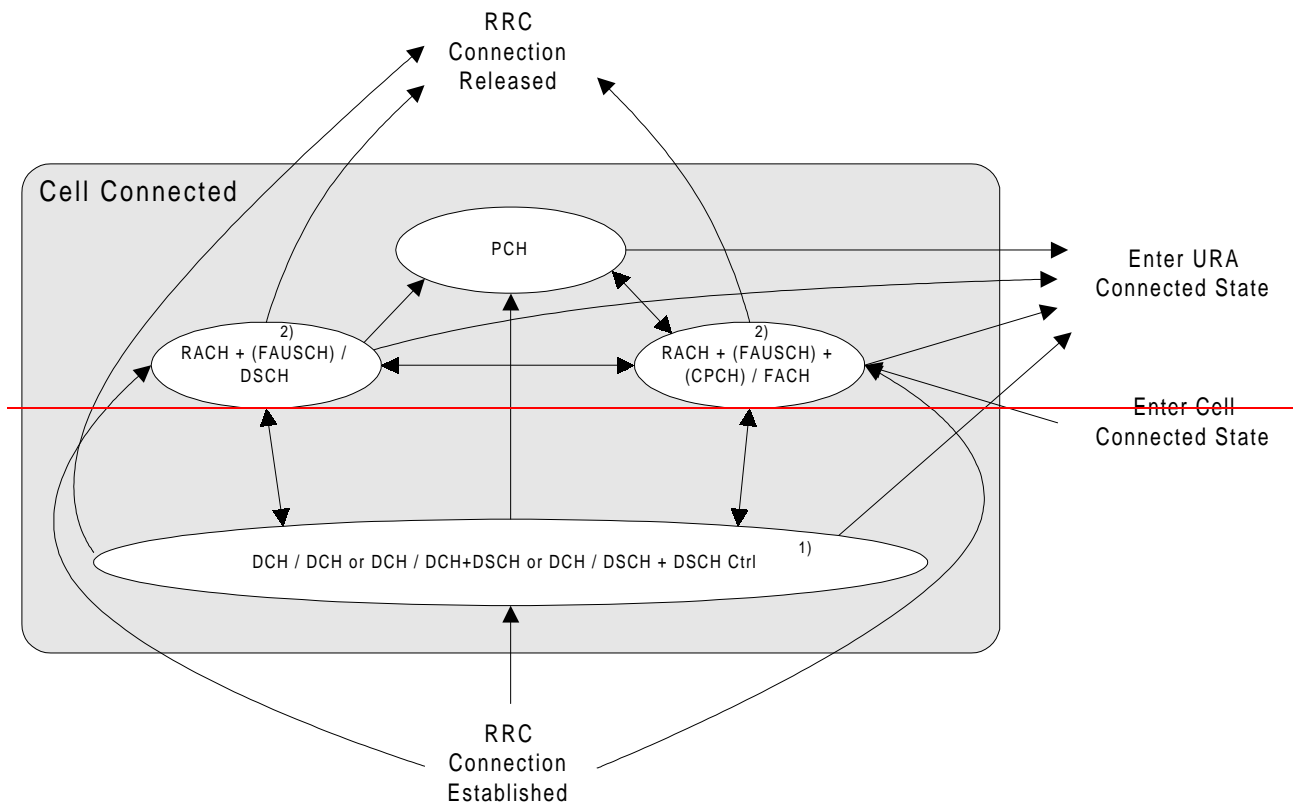 RRC
Connection
Released
Cell Connected
PCH
Enter URA
Connected State
2)
RACH + (FAUSCH) /
DSCH
2)
RACH + (FAUSCH) +
(CPCH) / FACH
Enter Cell
Connected State
1)
DCH / DCH or DCH / DCH+DSCH or DCH / DSCH + DSCH Ctrl
RRC
Connection
Established